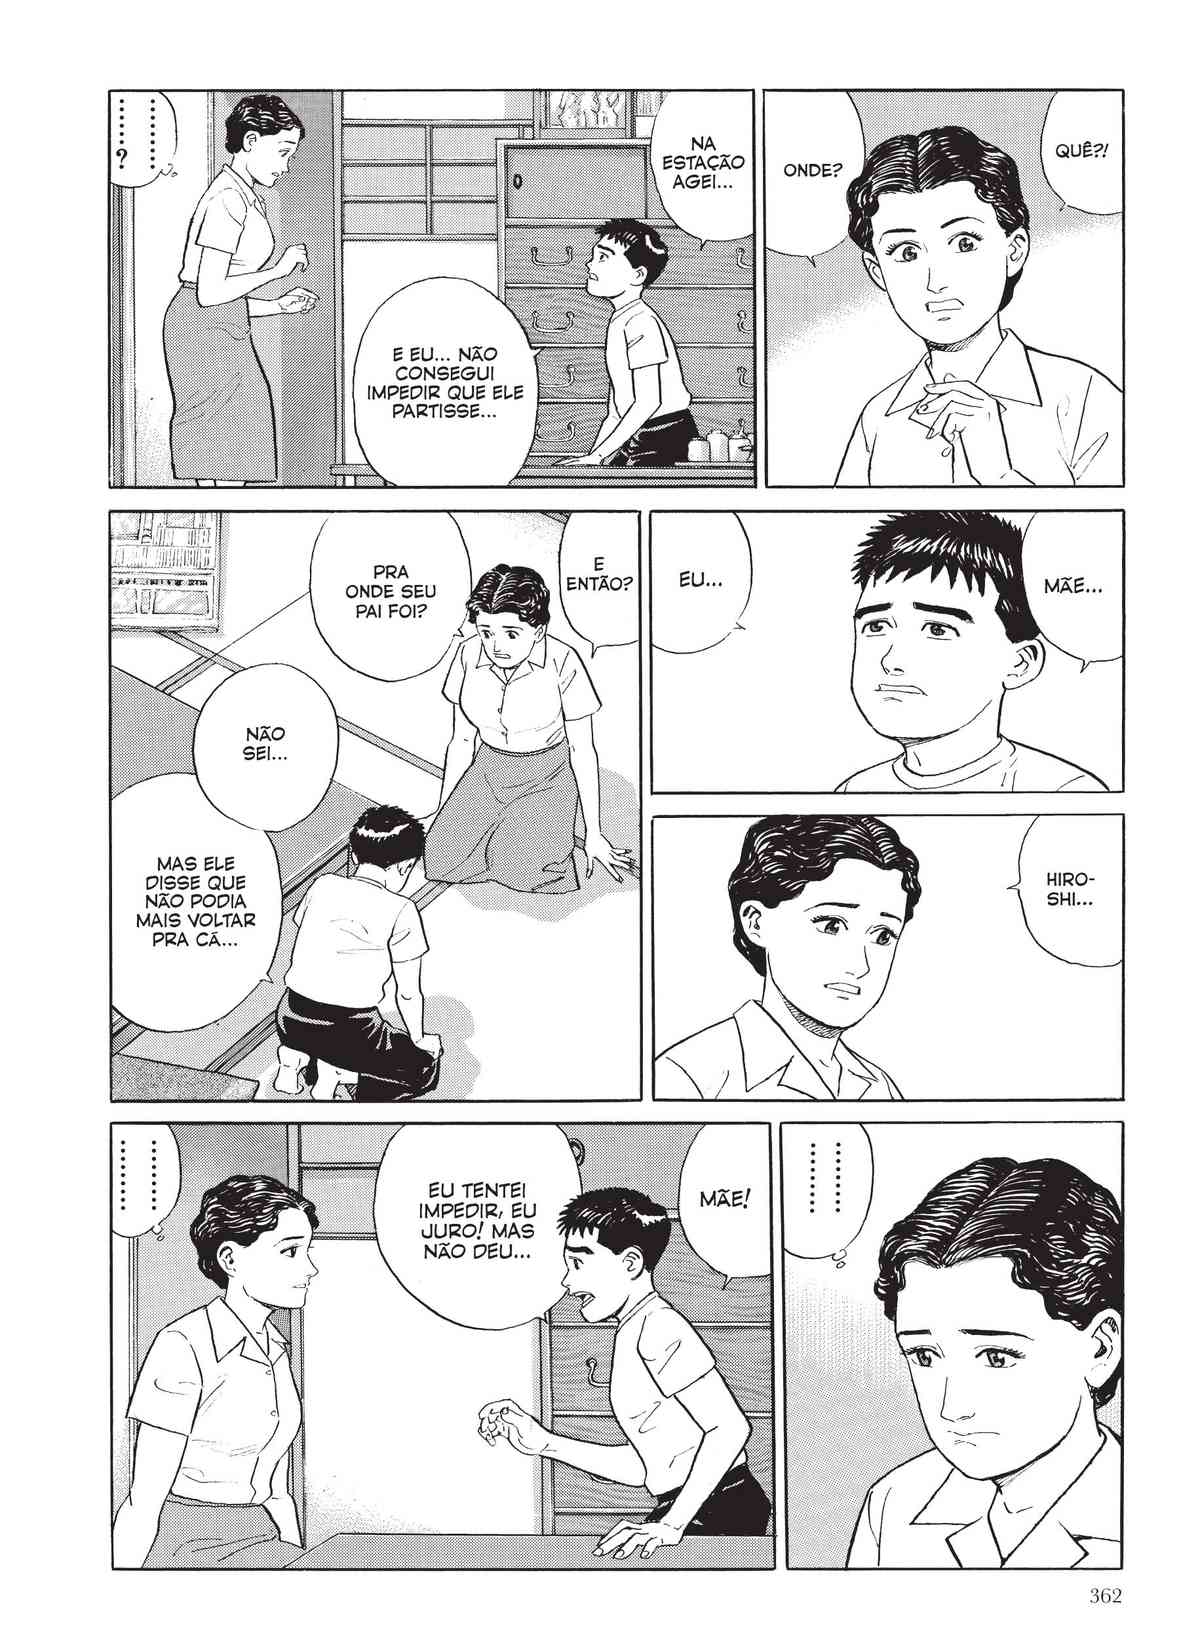 QUÊ?!
ONDE?
NA
ESTAÇÃO
AGEI...
E EU... NÃO
CONSEGUI
IMPEDIR QUE ELE
PARTISSE...
........
........?
MÃE...
EU...
E
ENTÃO?
PRA
ONDE SEU
PAI FOI?
NÃO
SEI...
MAS ELE
DISSE QUE
NÃO PODIA
MAIS VOLTAR
PRA CÁ...
HIRO-
SHI...
........
........
MÃE!
EU TENTEI
IMPEDIR, EU
JURO! MAS
NÃO DEU...
........
........
362